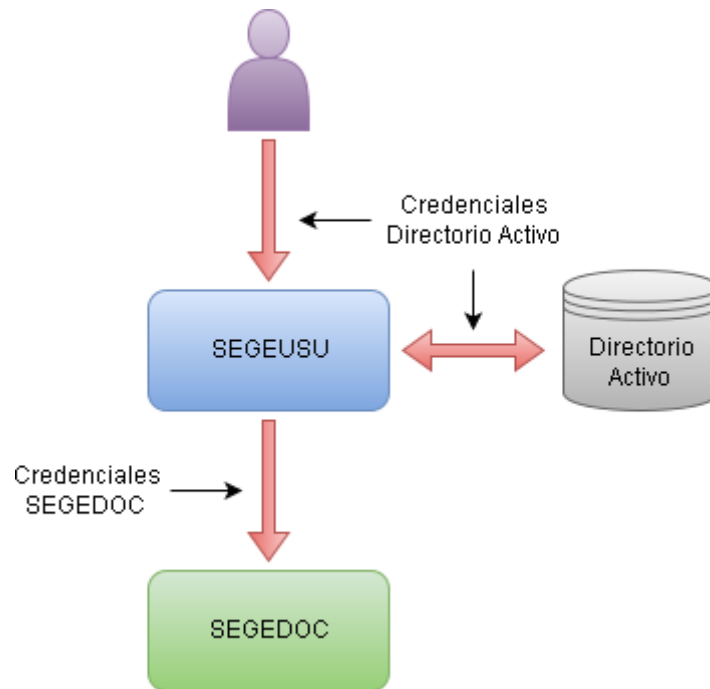 Credenciales
Directorio Activo
SEGEUSU
Directorio
Activo
Credenciales
SEGEDOC
SEGEDOC